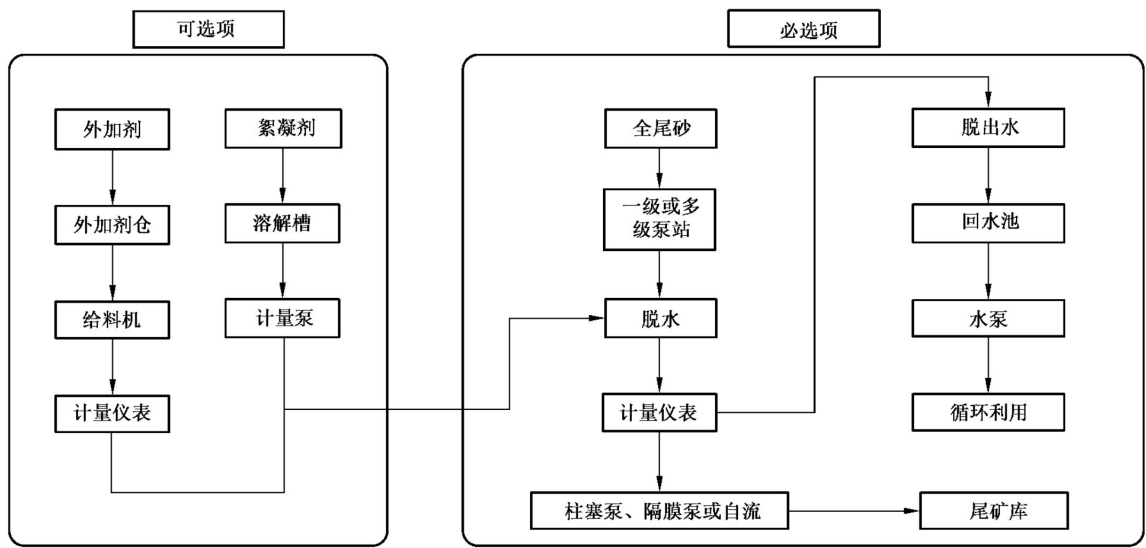 可选项
外加剂
外加剂仓
给料机
计量仪表
絮凝剂
溶解槽
计量泵
必选项
全尾砂
一级或多
级泵站
脱水
计量仪表
柱塞泵、隔膜泵或自流
尾矿库
脱出水
回水池
水泵
循环利用